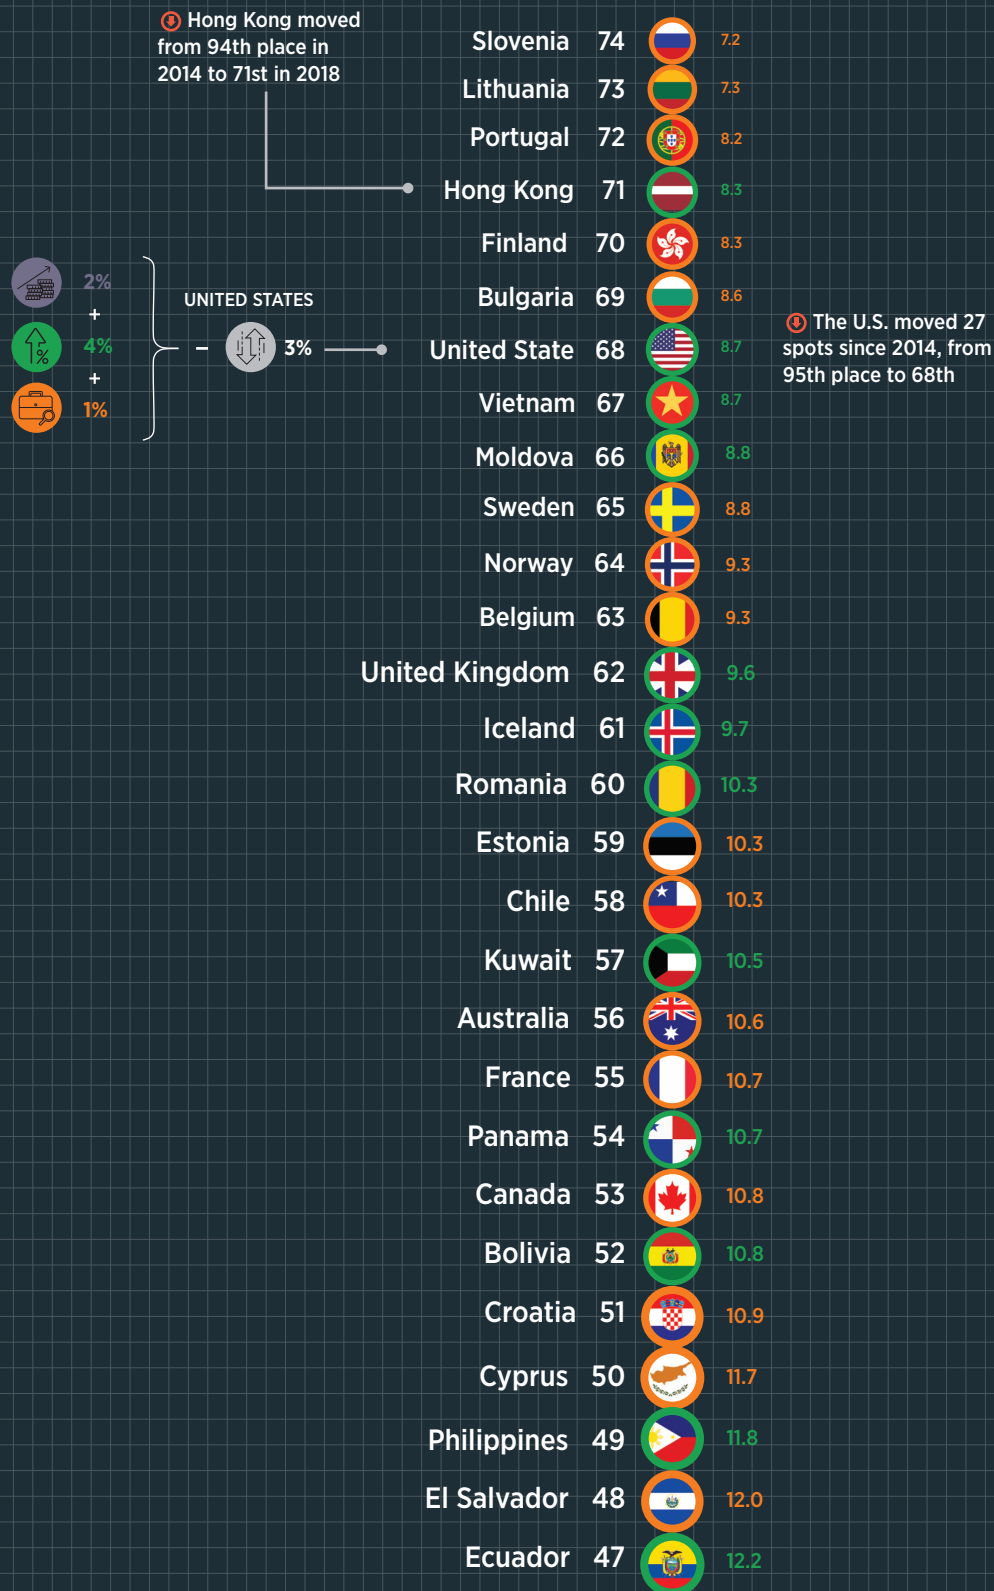 Hong Kong moved
from 94th place in
2014 to 71st in 2018
Slovenia 74 7.2
Lithuania 73 7.3
Portugal 72 8.2
Hong Kong 71 8.3
Finland 70 8.3
Bulgaria 69 8.6
2%
+
4%
+
1%
UNITED STATES
– 3%
United State 68 8.7
The U.S. moved 27
spots since 2014, from
95th place to 68th
Vietnam 67 8.7
Moldova 66 8.8
Sweden 65 8.8
Norway 64 9.3
Belgium 63 9.3
United Kingdom 62 9.6
Iceland 61 9.7
Romania 60 10.3
Estonia 59 10.3
Chile 58 10.3
Kuwait 57 10.5
Australia 56 10.6
France 55 10.7
Panama 54 10.7
Canada 53 10.8
Bolivia 52 10.8
Croatia 51 10.9
Cyprus 50 11.7
Philippines 49 11.8
El Salvador 48 12.0
Ecuador 47 12.2